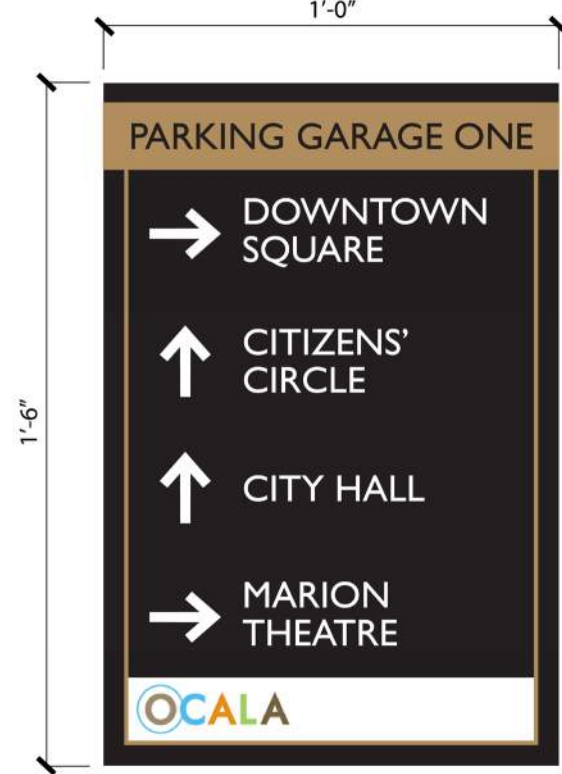 1'-0"
PARKING GARAGE ONE
DOWNTOWN
SQUARE
CITIZENS’
CIRCLE
1'-6"
CITY HALL
MARION
THEATRE
OCALA